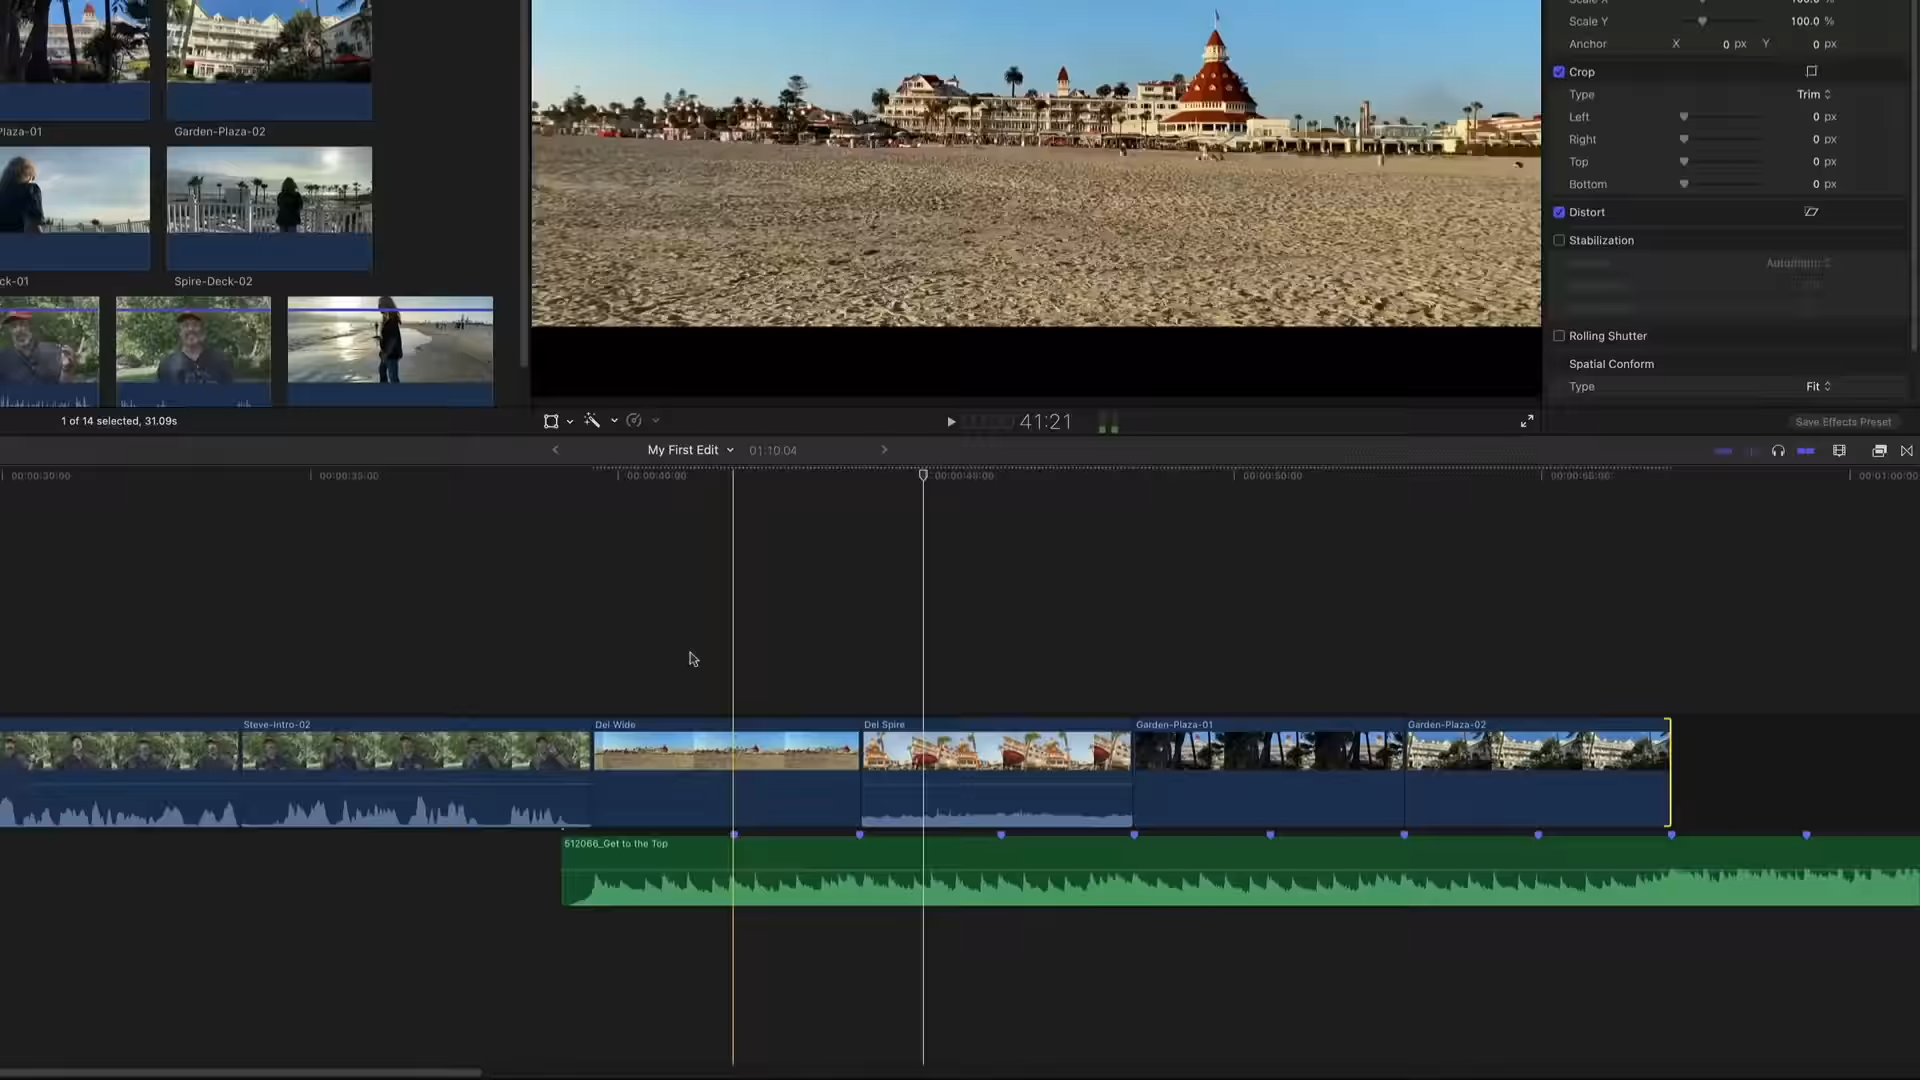 Scale X 100.0 %
Scale Y 100.0 %
Anchor X 0 px Y 0 px
Crop
Type Trim
Left 0 px
Right 0 px
Top 0 px
Bottom 0 px
Distort
Stabilization
Automatic
Rolling Shutter
Spatial Conform
Type Fit
Save Effects Preset
Plaza-01
Garden-Plaza-02
ck-01
Spire-Deck-02
1 of 14 selected, 31.09s
41:21
My First Edit 01:10:04
00:00:30:00
00:00:35:00
00:00:40:00
00:00:45:00
00:00:50:00
00:00:55:00
00:01:00:00
Steve-Intro-02
Del Wide
Del Spire
Garden-Plaza-01
Garden-Plaza-02
512066_Get to the Top